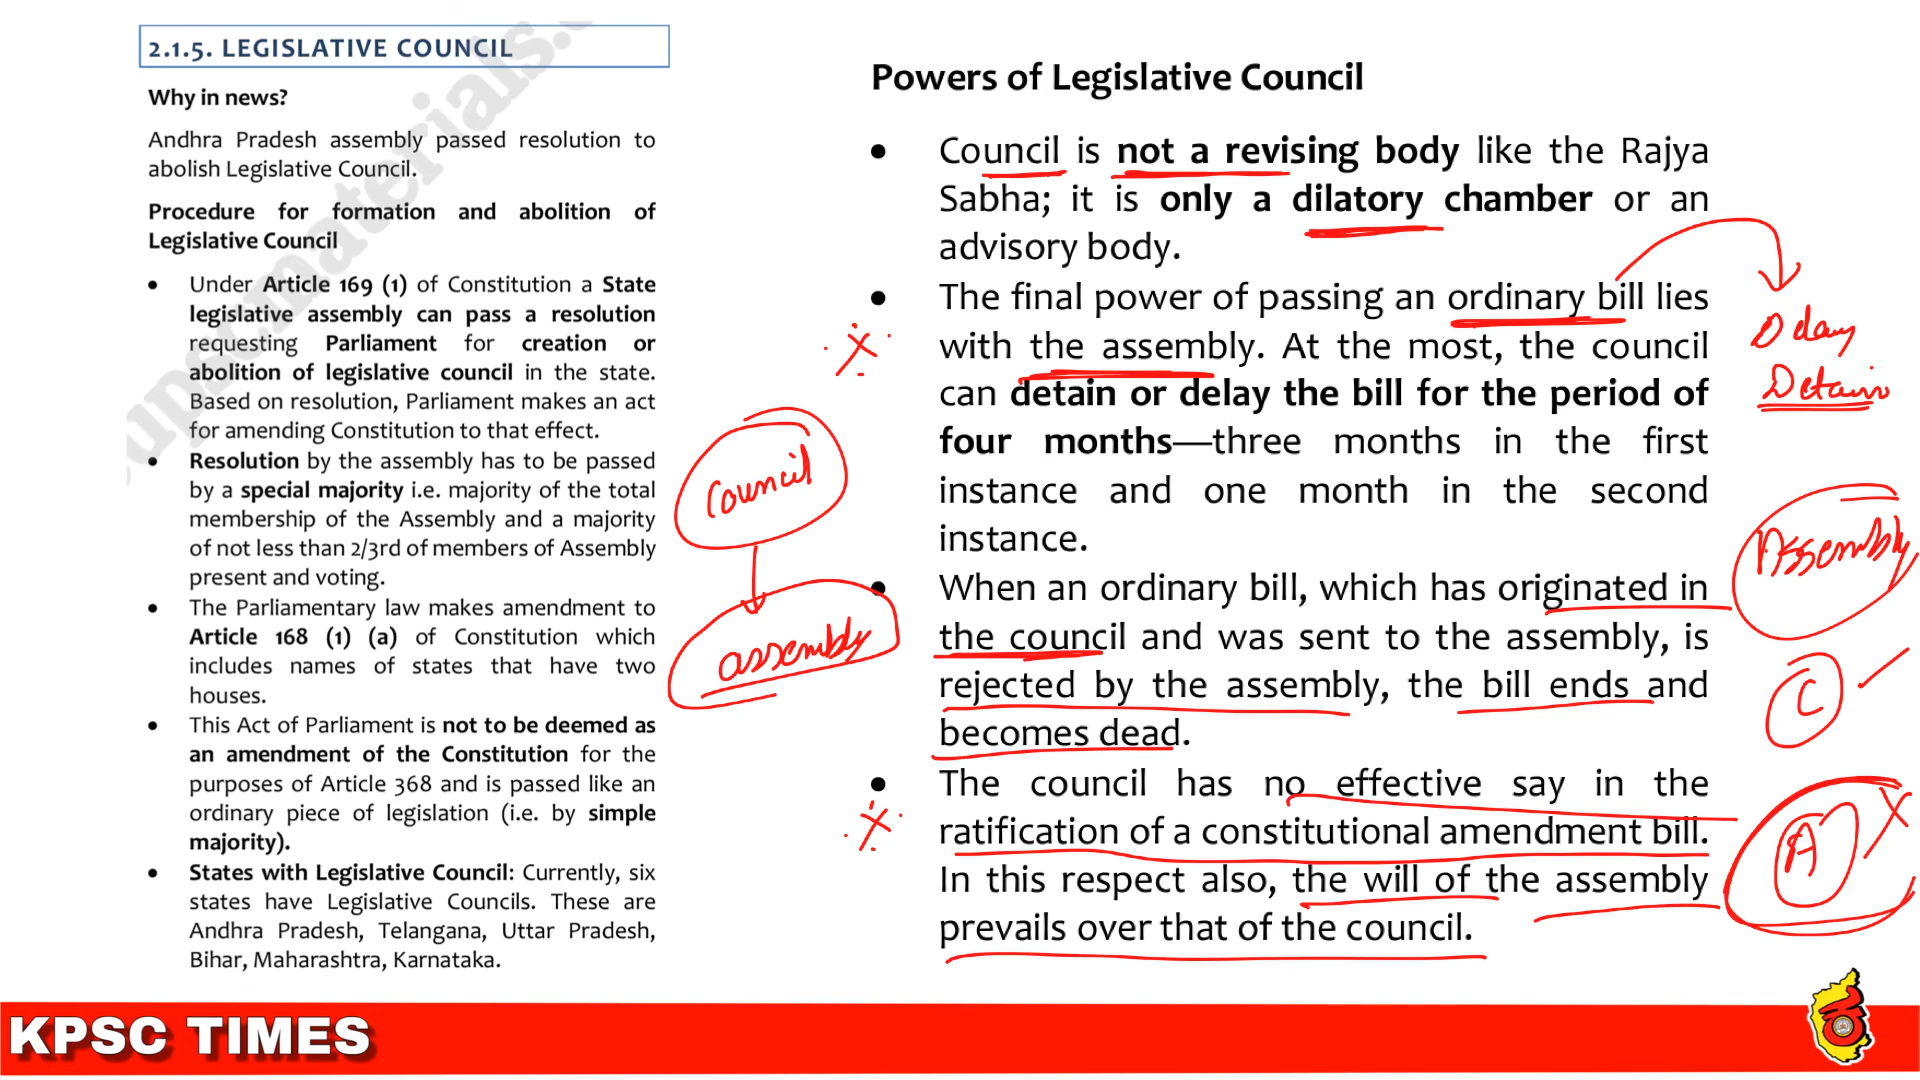 2.1.5. LEGISLATIVE COUNCIL
Why in news?
Andhra Pradesh assembly passed resolution to
abolish Legislative Council.
Procedure for formation and abolition of
Legislative Council
• Under Article 169 (1) of Constitution a State
legislative assembly can pass a resolution
requesting Parliament for creation or
abolition of legislative council in the state.
Based on resolution, Parliament makes an act
for amending Constitution to that effect.
• Resolution by the assembly has to be passed
by a special majority i.e. majority of the total
membership of the Assembly and a majority
of not less than 2/3rd of members of Assembly
present and voting.
• The Parliamentary law makes amendment to
Article 168 (1) (a) of Constitution which
includes names of states that have two
houses.
• This Act of Parliament is not to be deemed as
an amendment of the Constitution for the
purposes of Article 368 and is passed like an
ordinary piece of legislation (i.e. by simple
majority).
• States with Legislative Council: Currently, six
states have Legislative Councils. These are
Andhra Pradesh, Telangana, Uttar Pradesh,
Bihar, Maharashtra, Karnataka.
Council
assembly
Powers of Legislative Council
• Council is not a revising body like the Rajya
Sabha; it is only a dilatory chamber or an
advisory body.
• The final power of passing an ordinary bill lies
with the assembly. At the most, the council
can detain or delay the bill for the period of
four months—three months in the first
instance and one month in the second
instance.
• When an ordinary bill, which has originated in
the council and was sent to the assembly, is
rejected by the assembly, the bill ends and
becomes dead.
• The council has no effective say in the
ratification of a constitutional amendment bill.
In this respect also, the will of the assembly
prevails over that of the council.
Delay
Detain
Assembly
C
A
KPSC TIMES